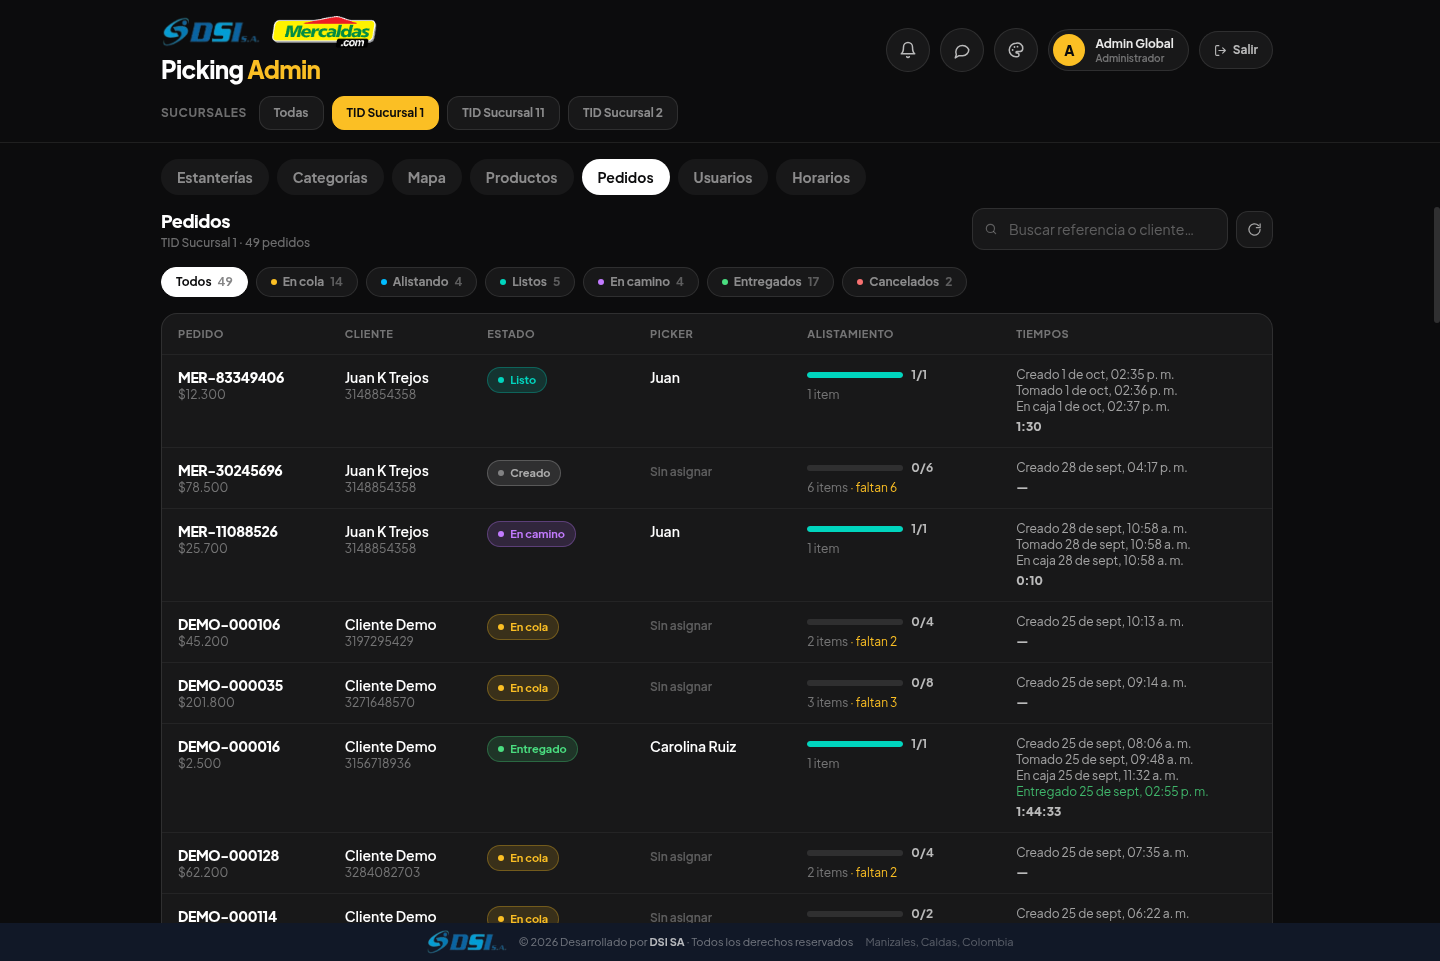 DSI S.A.
Mercaldas
.com
Picking Admin
A
Admin Global
Administrador
Salir
SUCURSALES
Todas
TID Sucursal 1
TID Sucursal 11
TID Sucursal 2
Estanterías
Categorías
Mapa
Productos
Pedidos
Usuarios
Horarios
Pedidos
TID Sucursal 1 · 49 pedidos
Buscar referencia o cliente...
Todos 49
En cola 14
Alistando 4
Listos 5
En camino 4
Entregados 17
Cancelados 2
PEDIDO CLIENTE ESTADO PICKER ALISTAMIENTO TIEMPOS
MER-83349406 Juan K Trejos Listo Juan 1/1 Creado 1 de oct, 02:35 p. m.
$12.300 3148854358 1 item Tomado 1 de oct, 02:36 p. m.
En caja 1 de oct, 02:37 p. m.
1:30
MER-30245696 Juan K Trejos Creado Sin asignar 0/6 Creado 28 de sept, 04:17 p. m.
$78.500 3148854358 6 items · faltan 6 —
MER-11088526 Juan K Trejos En camino Juan 1/1 Creado 28 de sept, 10:58 a. m.
$25.700 3148854358 1 item Tomado 28 de sept, 10:58 a. m.
En caja 28 de sept, 10:58 a. m.
0:10
DEMO-000106 Cliente Demo En cola Sin asignar 0/4 Creado 25 de sept, 10:13 a. m.
$45.200 3197295429 2 items · faltan 2 —
DEMO-000035 Cliente Demo En cola Sin asignar 0/8 Creado 25 de sept, 09:14 a. m.
$201.800 3271648570 3 items · faltan 3 —
DEMO-000016 Cliente Demo Entregado Carolina Ruiz 1/1 Creado 25 de sept, 08:06 a. m.
$2.500 3156718936 1 item Tomado 25 de sept, 09:48 a. m.
En caja 25 de sept, 11:32 a. m.
Entregado 25 de sept, 02:55 p. m.
1:44:33
DEMO-000128 Cliente Demo En cola Sin asignar 0/4 Creado 25 de sept, 07:35 a. m.
$62.200 3284082703 2 items · faltan 2 —
DEMO-000114 Cliente Demo En cola Sin asignar 0/2 Creado 25 de sept, 06:22 a. m.
DSI S.A. © 2026 Desarrollado por DSI SA · Todos los derechos reservados Manizales, Caldas, Colombia